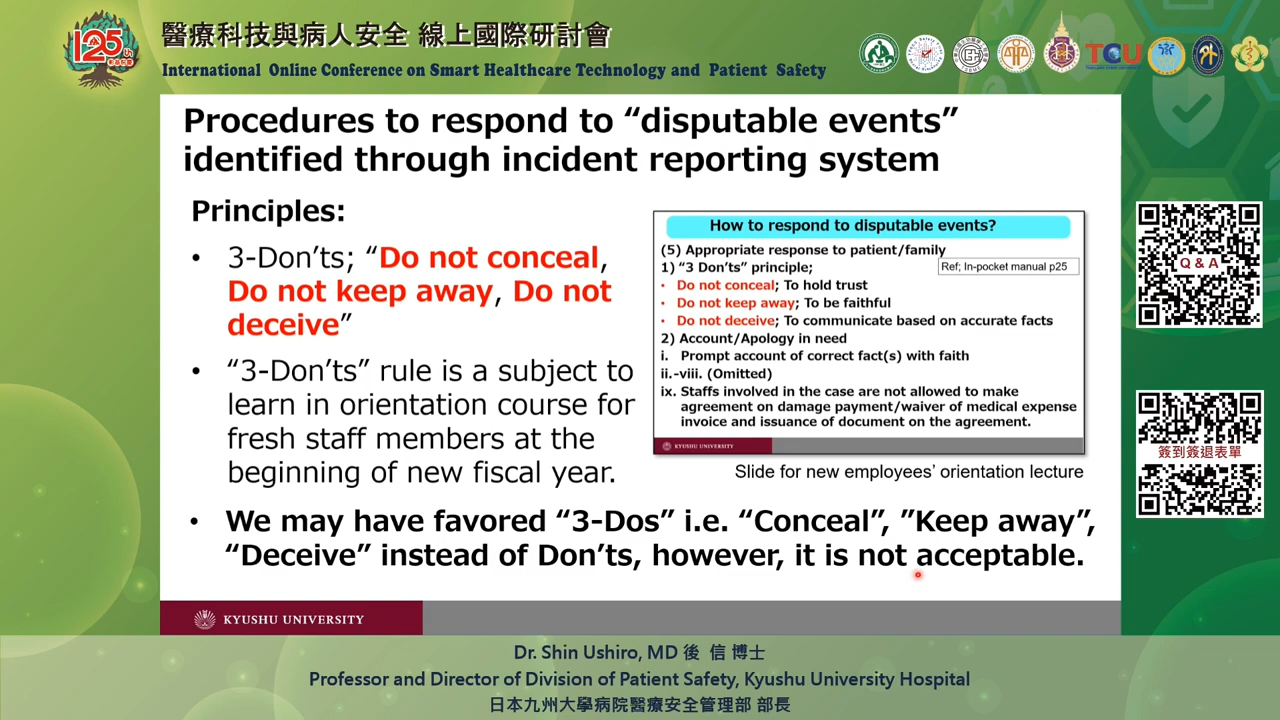 125th
醫療科技與病人安全 線上國際研討會
International Online Conference on Smart Healthcare Technology and Patient Safety
TCU
Procedures to respond to “disputable events”
identified through incident reporting system
Principles:
• 3-Don’ts; “Do not conceal,
Do not keep away, Do not
deceive”
• “3-Don’ts” rule is a subject to
learn in orientation course for
fresh staff members at the
beginning of new fiscal year.
How to respond to disputable events?
(5) Appropriate response to patient/family
1) “3 Don’ts” principle;
Ref; In-pocket manual p25
• Do not conceal; To hold trust
• Do not keep away; To be faithful
• Do not deceive; To communicate based on accurate facts
2) Account/Apology in need
i. Prompt account of correct fact(s) with faith
ii.-viii. (Omitted)
ix. Staffs involved in the case are not allowed to make
agreement on damage payment/waiver of medical expense
invoice and issuance of document on the agreement.
KYUSHU UNIVERSITY
Slide for new employees’ orientation lecture
• We may have favored “3-Dos” i.e. “Conceal”, ”Keep away”,
“Deceive” instead of Don’ts, however, it is not acceptable.
KYUSHU UNIVERSITY
Q & A
簽到簽退表單
Dr. Shin Ushiro, MD 後 信 博士
Professor and Director of Division of Patient Safety, Kyushu University Hospital
日本九州大學病院醫療安全管理部 部長